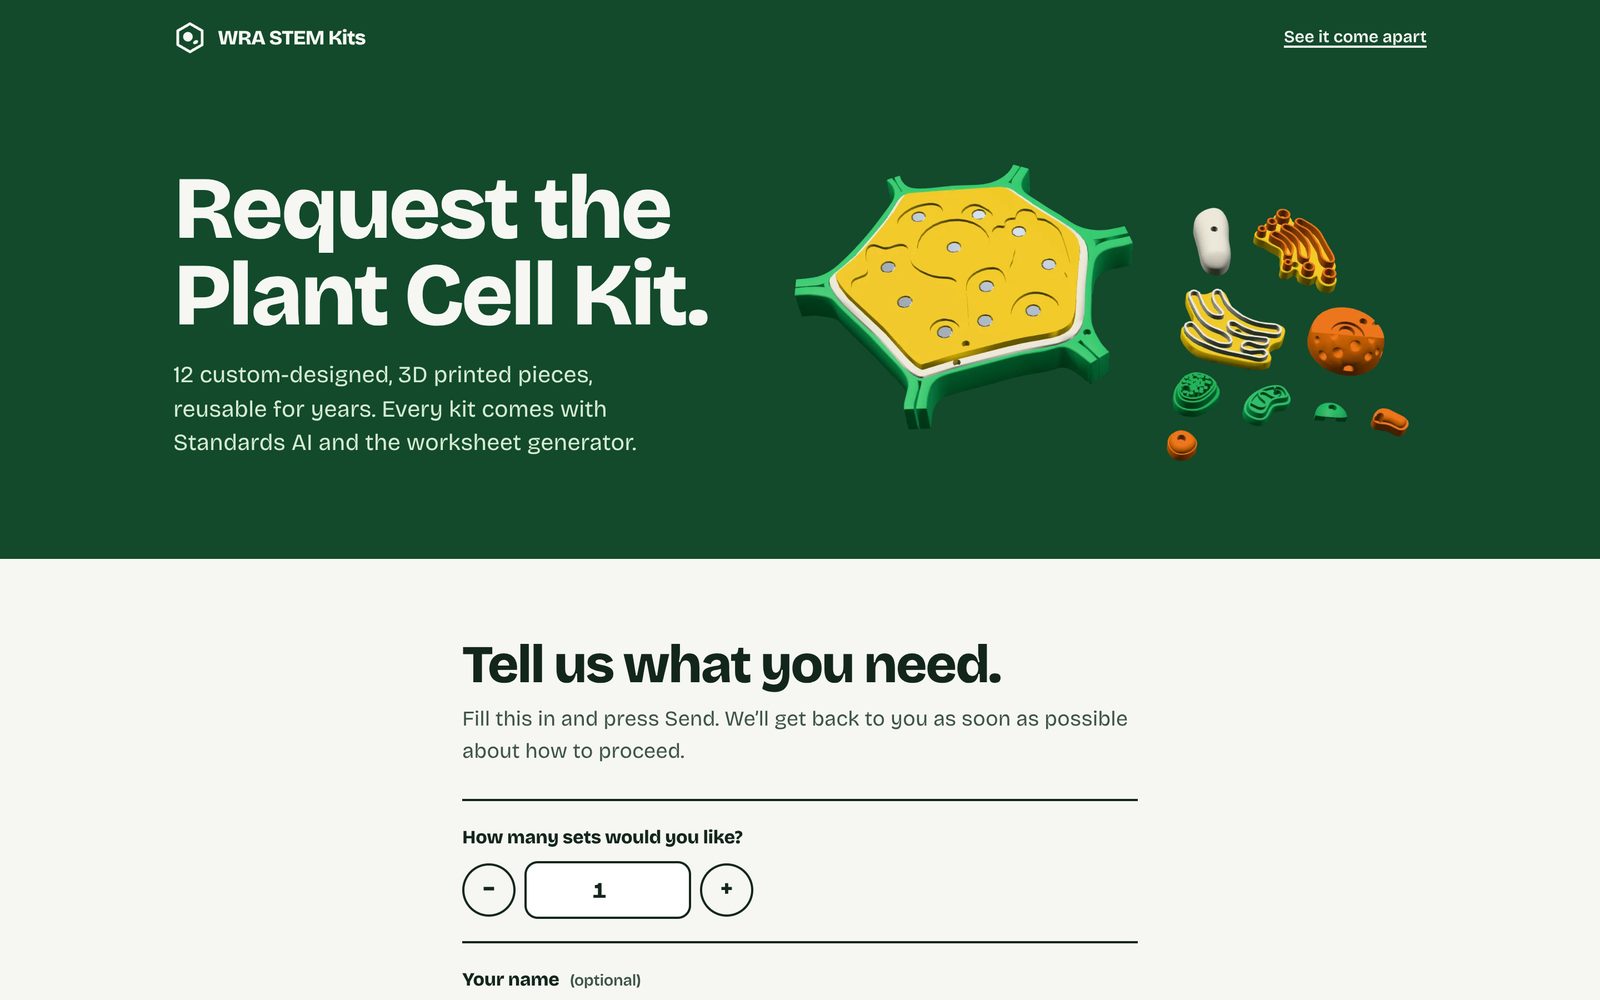 WRA STEM Kits
See it come apart
Request the
Plant Cell Kit.
12 custom-designed, 3D printed pieces,
reusable for years. Every kit comes with
Standards AI and the worksheet generator.
Tell us what you need.
Fill this in and press Send. We’ll get back to you as soon as possible
about how to proceed.
How many sets would you like?
− 1 +
Your name (optional)